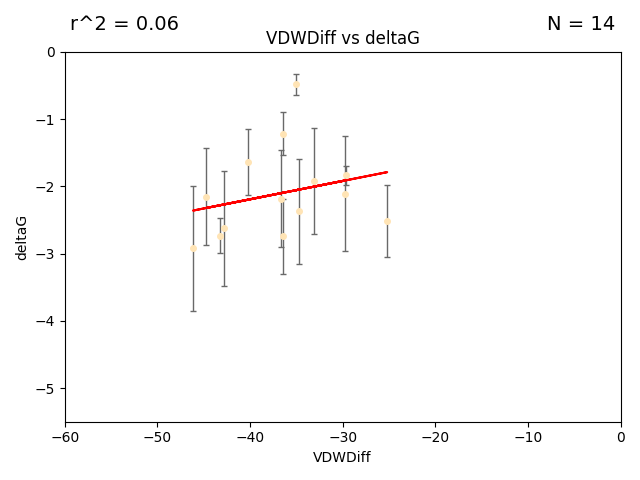 r^2 = 0.06
N = 14
VDWDiff vs deltaG
0
−1
−2
−3
−4
−5
deltaG
−60 −50 −40 −30 −20 −10 0
VDWDiff